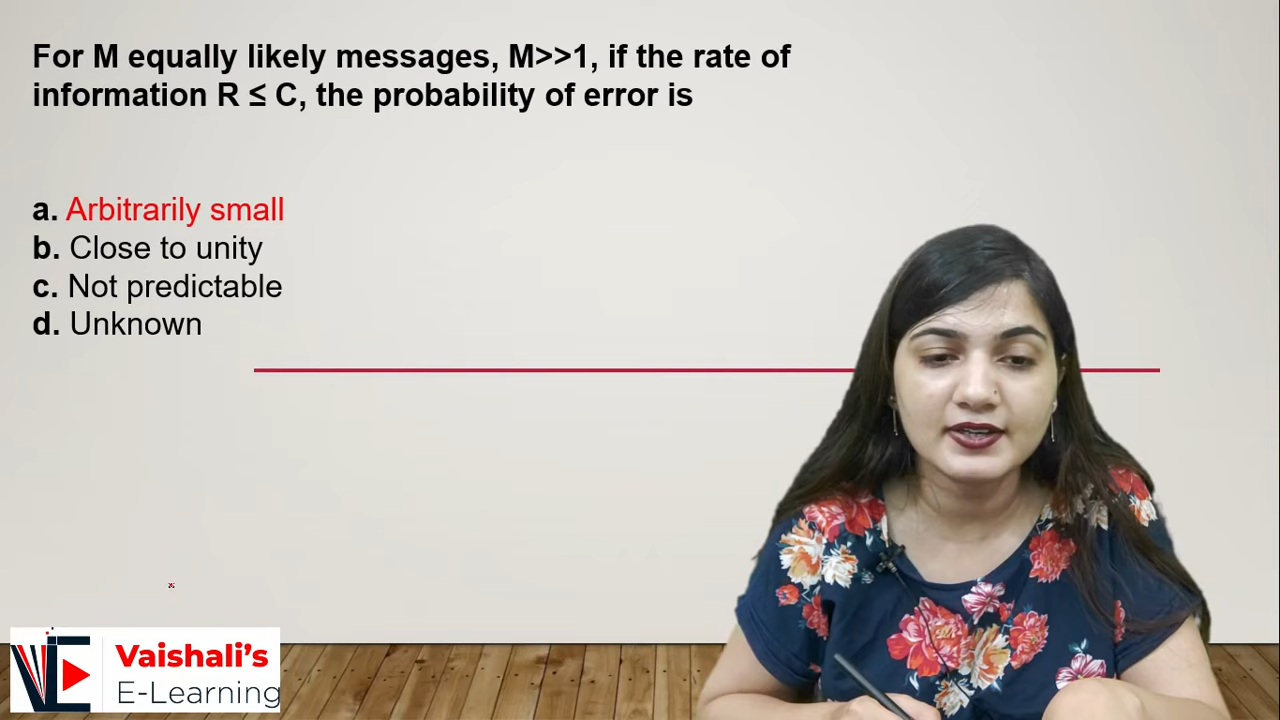 For M equally likely messages, M>>1, if the rate of
information R ≤ C, the probability of error is
a. Arbitrarily small
b. Close to unity
c. Not predictable
d. Unknown
Vaishali's
E-Learning